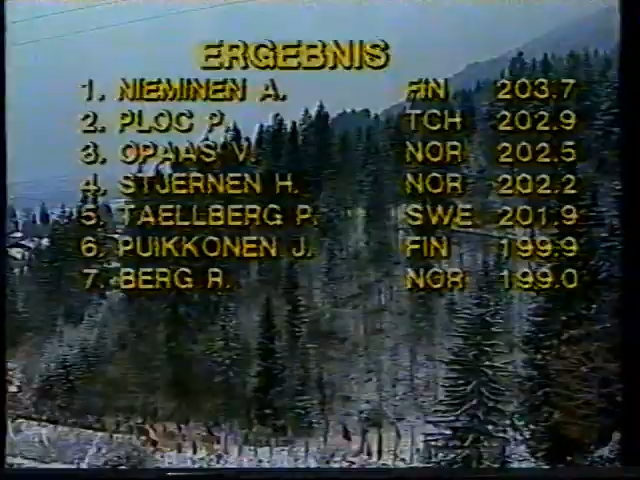 ERGEBNIS
1. NIEMINEN A. FIN 203.7
2. PLOC P. TCH 202.9
3. OPAAS V. NOR 202.5
4. STJERNEN H. NOR 202.2
5. TAELLBERG P. SWE 201.9
6. PUIKKONEN J. FIN 199.9
7. BERG R. NOR 199.0